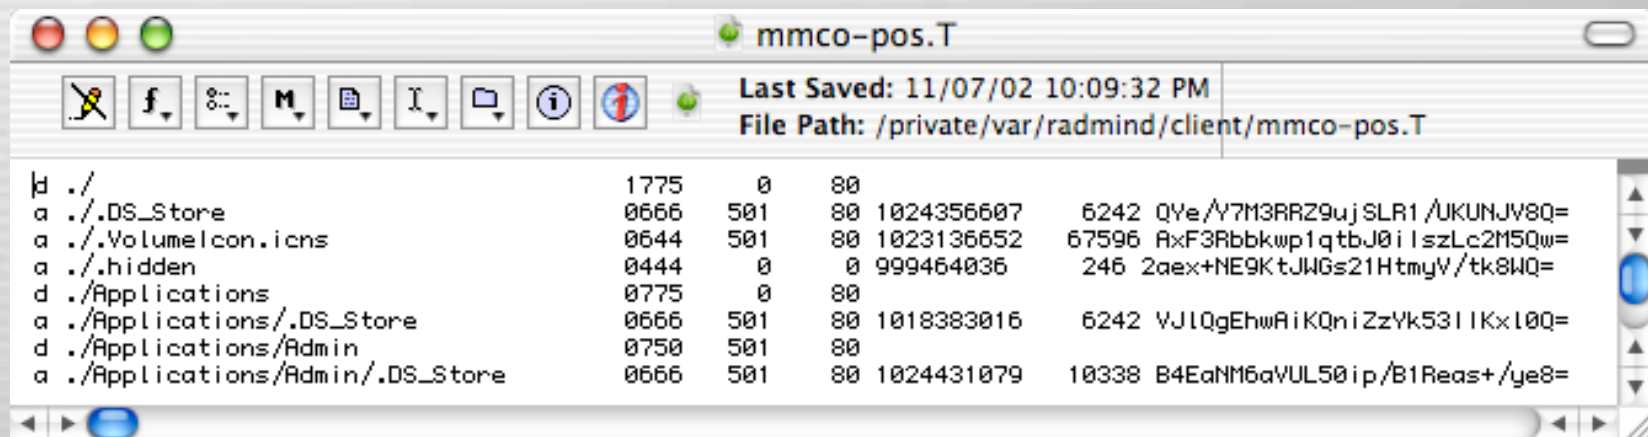 mmco-pos.T
Last Saved: 11/07/02 10:09:32 PM
File Path: /private/var/radmind/client/mmco-pos.T
d ./ 1775 0 80
a ./.DS_Store 0666 501 80 1024356607 6242 QYe/Y7M3RRZ9ujSLR1/UKUNJV8Q=
a ./.VolumeIcon.icns 0644 501 80 1023136652 67596 AxF3Rbbkwp1qtbJ0ilszLc2M5Qw=
a ./.hidden 0444 0 0 999464036 246 2aex+NE9KtJWGs21HtmyV/tk8WQ=
d ./Applications 0775 0 80
a ./Applications/.DS_Store 0666 501 80 1018383016 6242 VJlQgEhwAiKQniZzYk53IIKxl0Q=
d ./Applications/Admin 0750 501 80
a ./Applications/Admin/.DS_Store 0666 501 80 1024431079 10338 B4EaNM6aVUL50ip/B1Reas+/ye8=